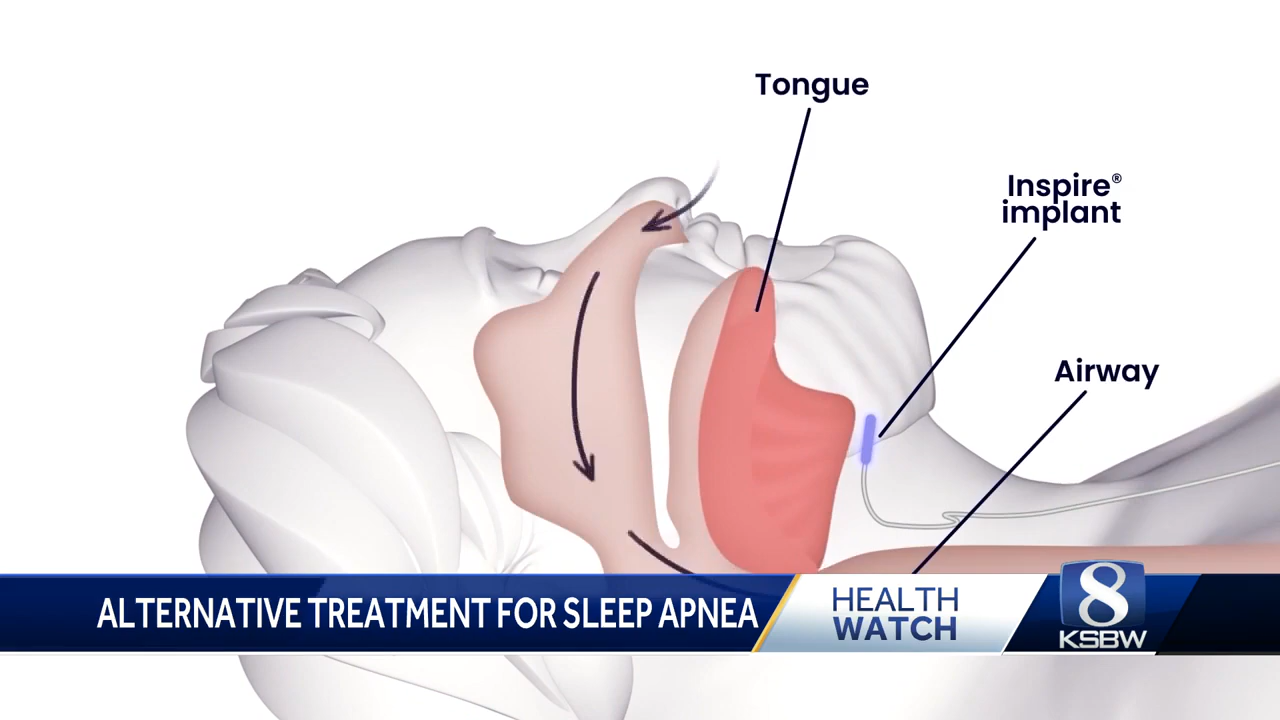 Tongue
Inspire®
implant
Airway
ALTERNATIVE TREATMENT FOR SLEEP APNEA
HEALTH
WATCH
8
KSBW